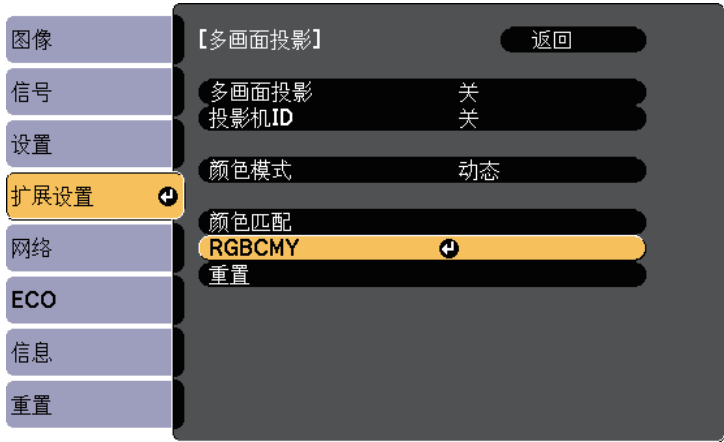 图像
信号
设置
扩展设置
网络
ECO
信息
重置
【多画面投影】 返回
多画面投影 关
投影机ID 关
颜色模式 动态
颜色匹配
RGBCMY
重置